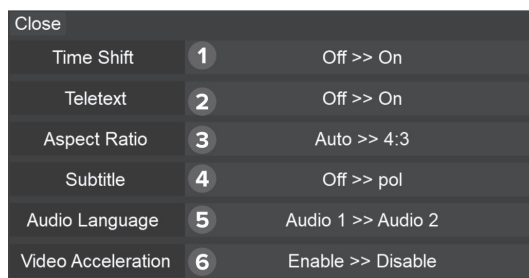 Close
Time Shift 1 Off >> On
Teletext 2 Off >> On
Aspect Ratio 3 Auto >> 4:3
Subtitle 4 Off >> pol
Audio Language 5 Audio 1 >> Audio 2
Video Acceleration 6 Enable >> Disable